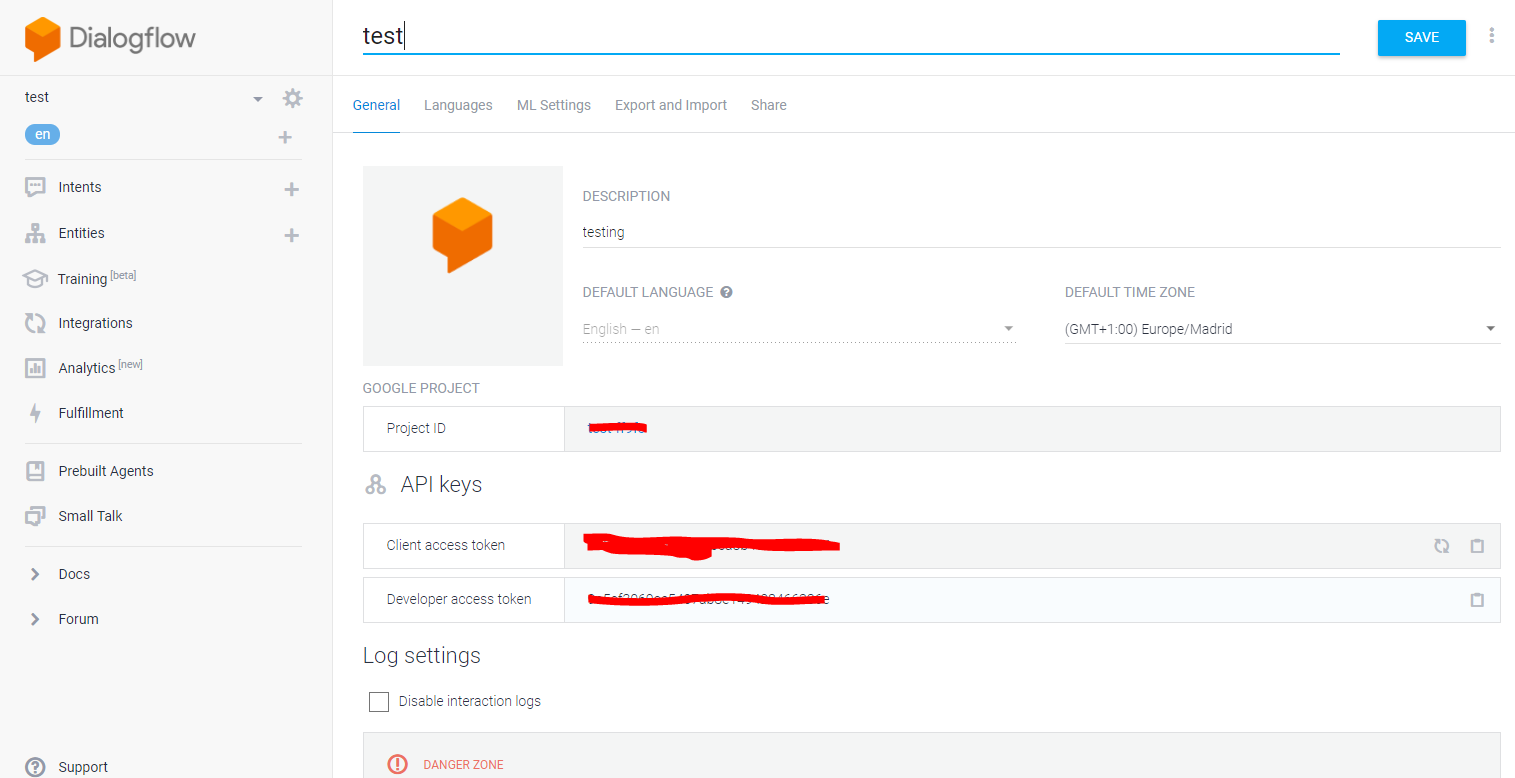 Dialogflow
test
SAVE
test
en
General Languages ML Settings Export and Import Share
Intents
Entities
Training [beta]
Integrations
Analytics [new]
Fulfillment
Prebuilt Agents
Small Talk
Docs
Forum
Support
DESCRIPTION
testing
DEFAULT LANGUAGE
English — en
DEFAULT TIME ZONE
(GMT+1:00) Europe/Madrid
GOOGLE PROJECT
Project ID
API keys
Client access token
Developer access token
Log settings
Disable interaction logs
DANGER ZONE